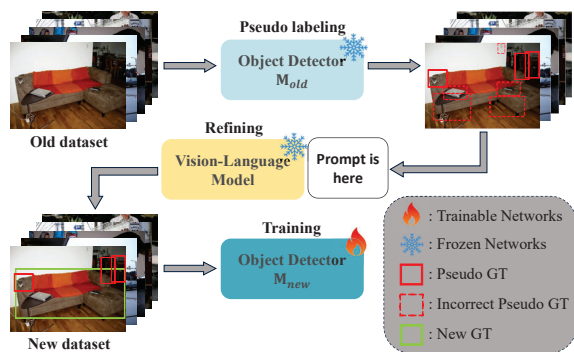 Pseudo labeling
Object Detector
M_old
Old dataset
Refining
Vision-Language
Model
Prompt is
here
Training
Object Detector
M_new
New dataset
: Trainable Networks
: Frozen Networks
: Pseudo GT
: Incorrect Pseudo GT
: New GT